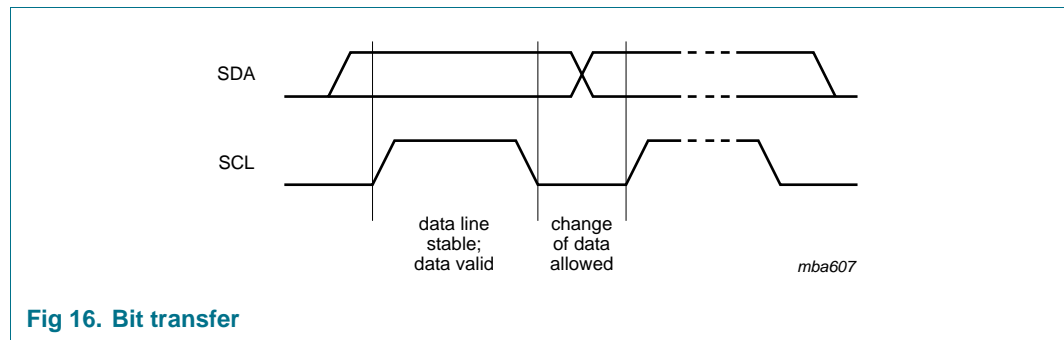 SDA
SCL
data line
stable;
data valid
change
of data
allowed
mba607
Fig 16. Bit transfer